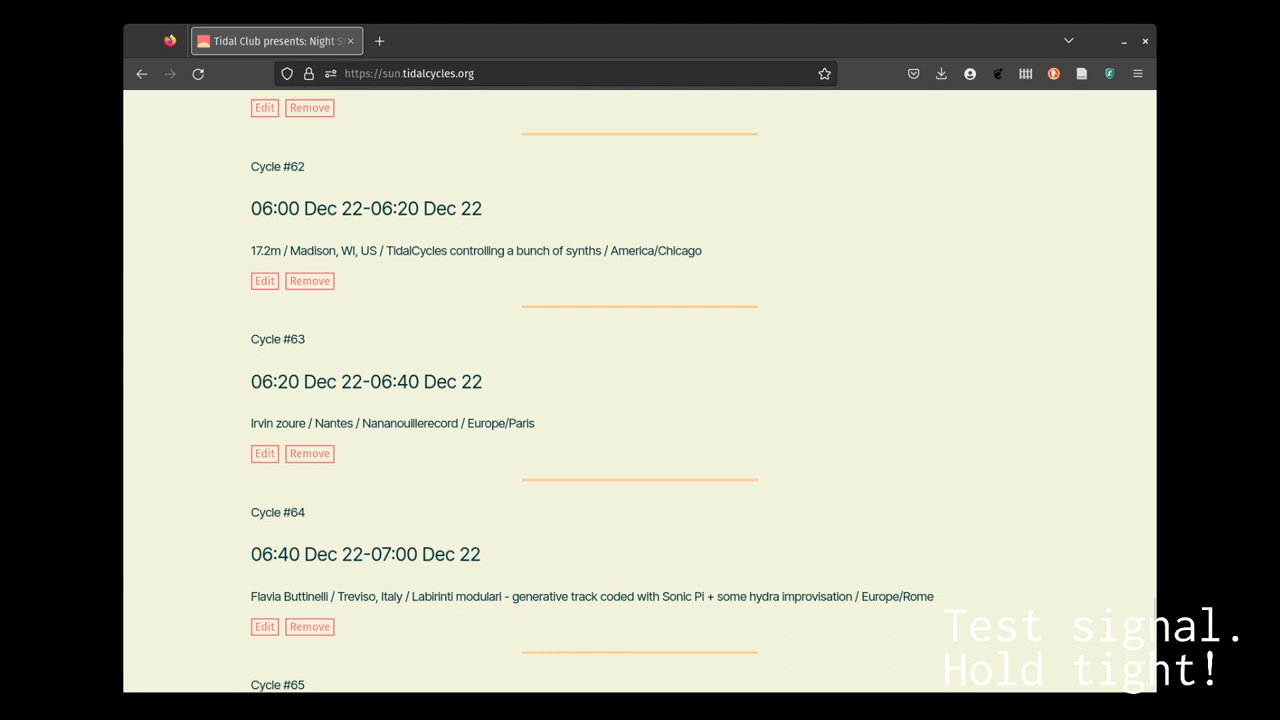 Tidal Club presents: Night S
https://sun.tidalcycles.org
Edit Remove
Cycle #62
06:00 Dec 22-06:20 Dec 22
17.2m / Madison, WI, US / TidalCycles controlling a bunch of synths / America/Chicago
Edit Remove
Cycle #63
06:20 Dec 22-06:40 Dec 22
Irvin zoure / Nantes / Nananouillerecord / Europe/Paris
Edit Remove
Cycle #64
06:40 Dec 22-07:00 Dec 22
Flavia Buttinelli / Treviso, Italy / Labirinti modulari - generative track coded with Sonic Pi + some hydra improvisation / Europe/Rome
Edit Remove
Cycle #65
Test signal.
Hold tight!